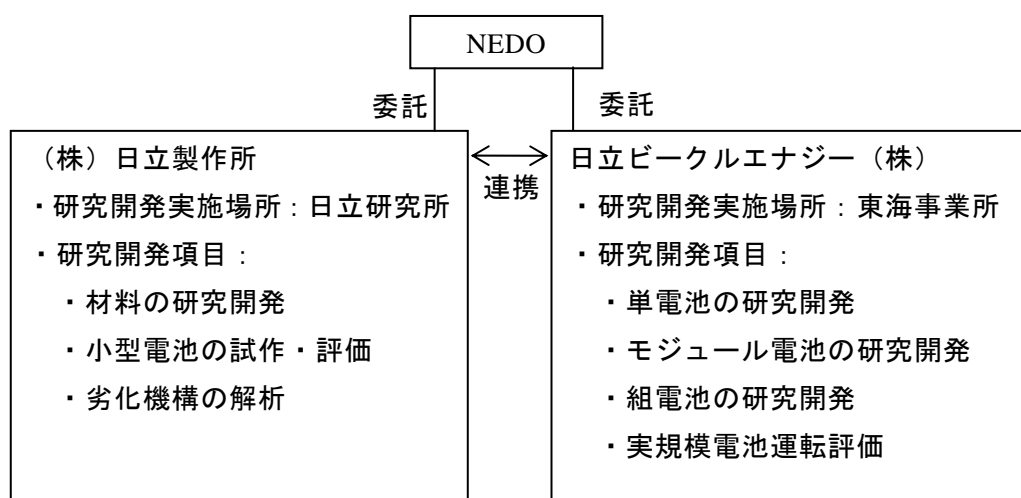 NEDO
委託
委託
(株)日立製作所
・研究開発実施場所:日立研究所
・研究開発項目:
・材料の研究開発
・小型電池の試作・評価
・劣化機構の解析
連携
日立ビークルエナジー(株)
・研究開発実施場所:東海事業所
・研究開発項目:
・単電池の研究開発
・モジュール電池の研究開発
・組電池の研究開発
・実規模電池運転評価